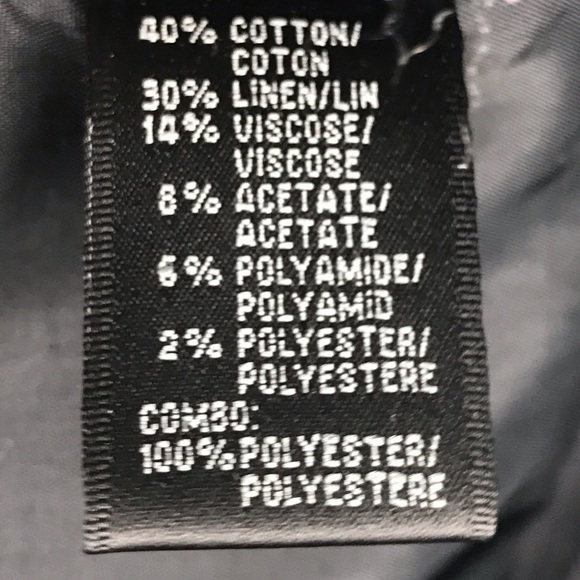 40% COTTON/
COTON
30% LINEN/LIN
14% VISCOSE/
VISCOSE
8% ACETATE/
ACETATE
6% POLYAMIDE/
POLYAMID
2% POLYESTER/
POLYESTERE
COMBO:
100% POLYESTER/
POLYESTERE